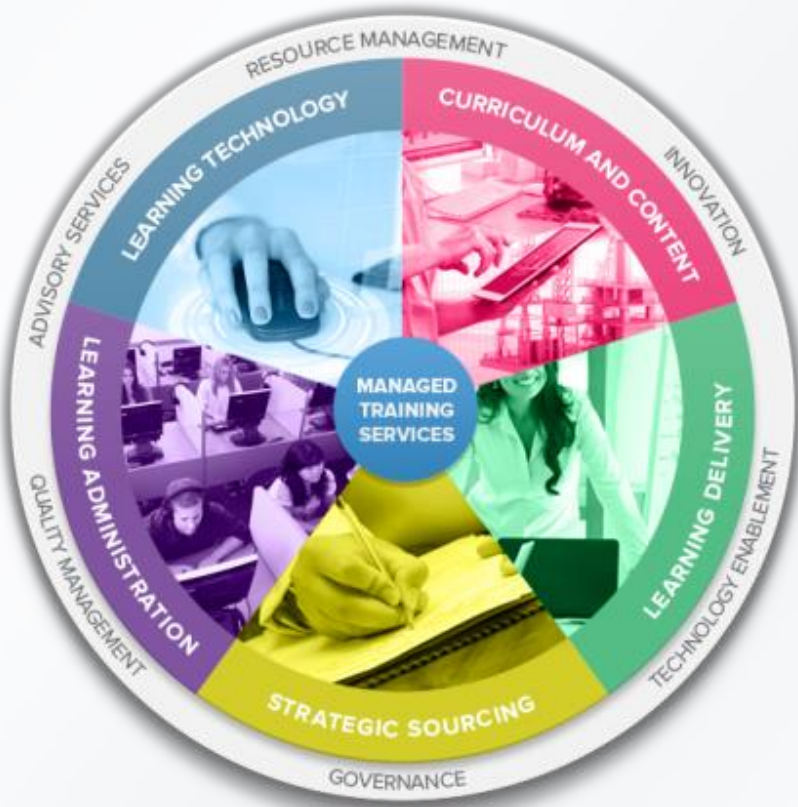 RESOURCE MANAGEMENT
INNOVATION
TECHNOLOGY ENABLEMENT
GOVERNANCE
QUALITY MANAGEMENT
ADVISORY SERVICES
LEARNING TECHNOLOGY
CURRICULUM AND CONTENT
LEARNING DELIVERY
STRATEGIC SOURCING
LEARNING ADMINISTRATION
MANAGED
TRAINING
SERVICES